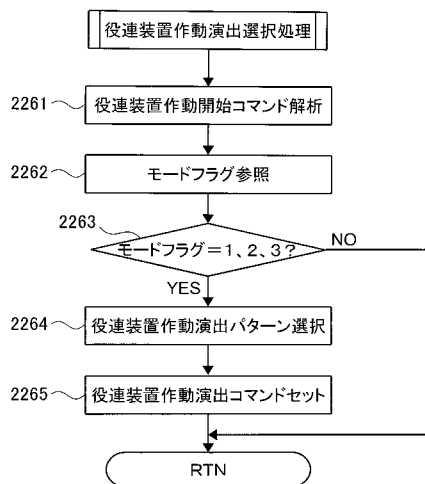 役連装置作動演出選択処理
2261
役連装置作動開始コマンド解析
2262
モードフラグ参照
2263
モードフラグ＝1、2、3?
NO
YES
2264
役連装置作動演出パターン選択
2265
役連装置作動演出コマンドセット
RTN